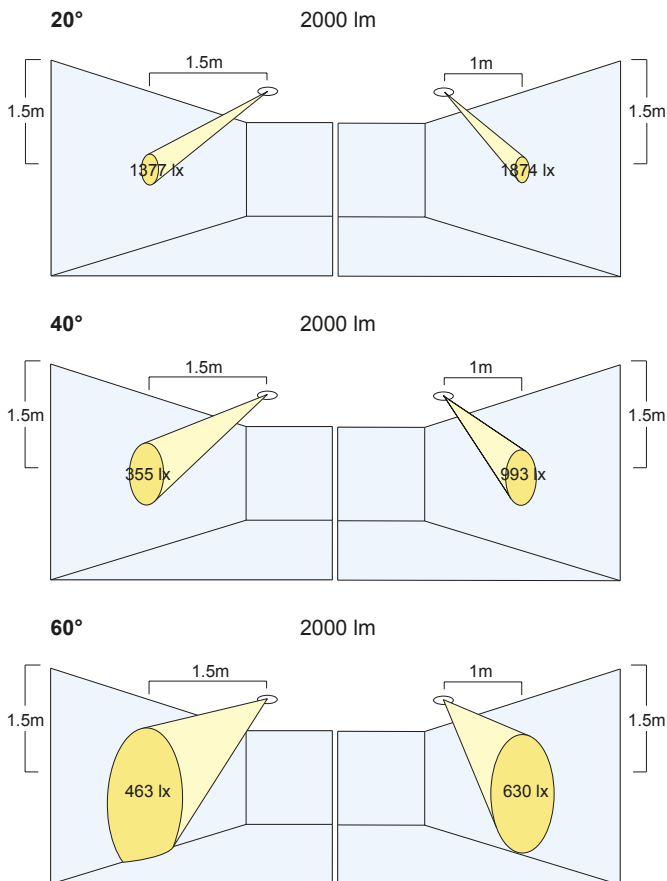 20° 2000 lm
1.5m 1m
1.5m 1.5m
1377 lx 1874 lx
40° 2000 lm
1.5m 1m
1.5m 1.5m
355 lx 993 lx
60° 2000 lm
1.5m 1m
1.5m 1.5m
463 lx 630 lx